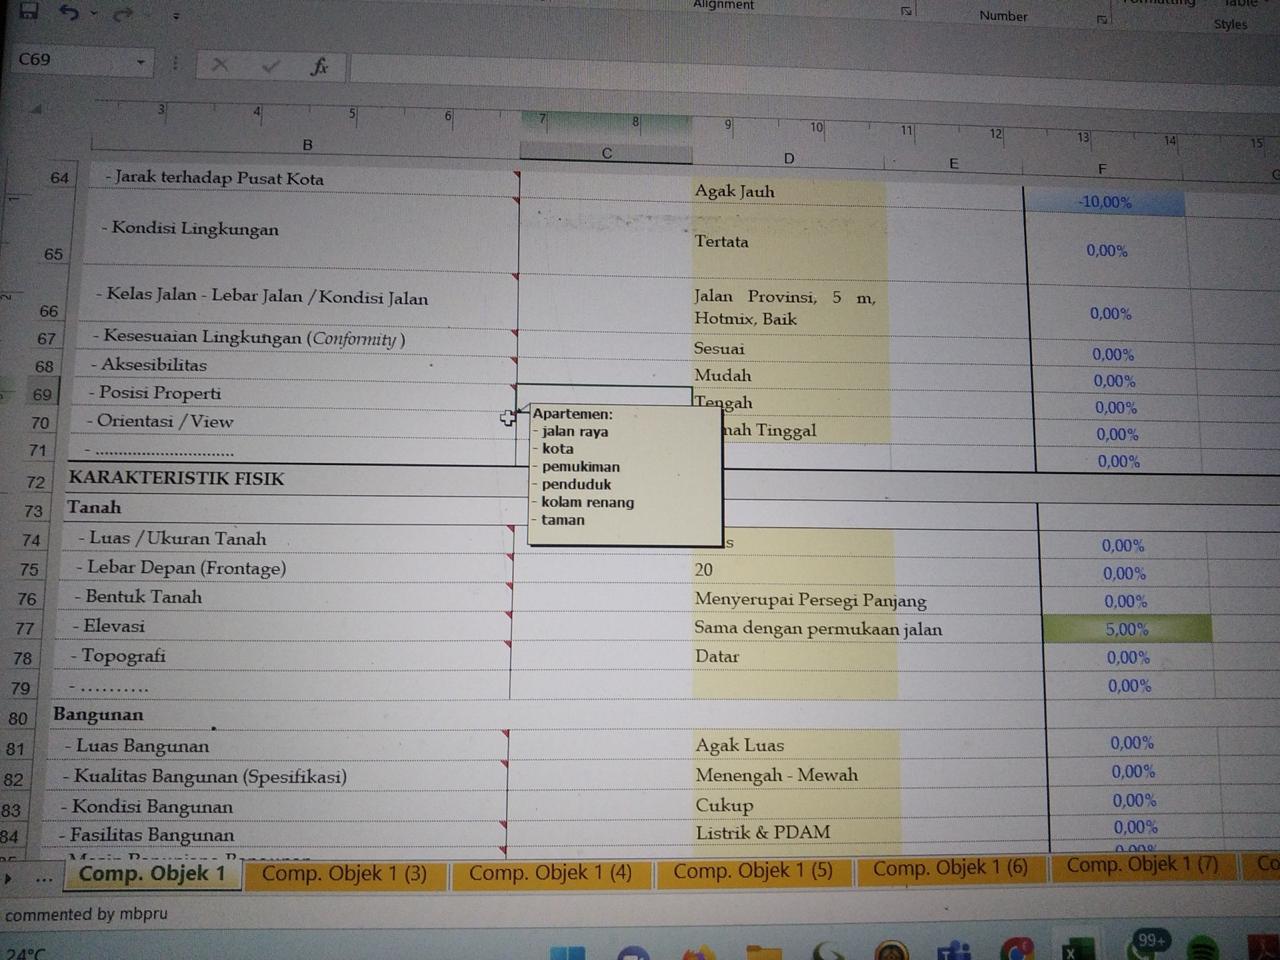 Alignment
Number
Styles
C69
fx
3 4 5 6 7 8 9 10 11 12 13 14 15
B C D E F
64 - Jarak terhadap Pusat Kota Agak Jauh -10,00%
65 - Kondisi Lingkungan Tertata 0,00%
66 - Kelas Jalan - Lebar Jalan /Kondisi Jalan Jalan Provinsi, 5 m, 0,00%
Hotmix, Baik
67 - Kesesuaian Lingkungan (Conformity ) Sesuai 0,00%
68 - Aksesibilitas Mudah 0,00%
69 - Posisi Properti Tengah 0,00%
70 - Orientasi /View Tinggal 0,00%
71 - .............................. 0,00%
Apartemen:
- jalan raya
- kota
- pemukiman
- penduduk
- kolam renang
- taman
72 KARAKTERISTIK FISIK
73 Tanah
74 - Luas /Ukuran Tanah 0,00%
75 - Lebar Depan (Frontage) 20 0,00%
76 - Bentuk Tanah Menyerupai Persegi Panjang 0,00%
77 - Elevasi Sama dengan permukaan jalan 5,00%
78 - Topografi Datar 0,00%
79 - .......... 0,00%
80 Bangunan
81 - Luas Bangunan Agak Luas 0,00%
82 - Kualitas Bangunan (Spesifikasi) Menengah - Mewah 0,00%
83 - Kondisi Bangunan Cukup 0,00%
84 - Fasilitas Bangunan Listrik & PDAM 0,00%
... Comp. Objek 1 Comp. Objek 1 (3) Comp. Objek 1 (4) Comp. Objek 1 (5) Comp. Objek 1 (6) Comp. Objek 1 (7) Co
commented by mbpru
24°C
99+